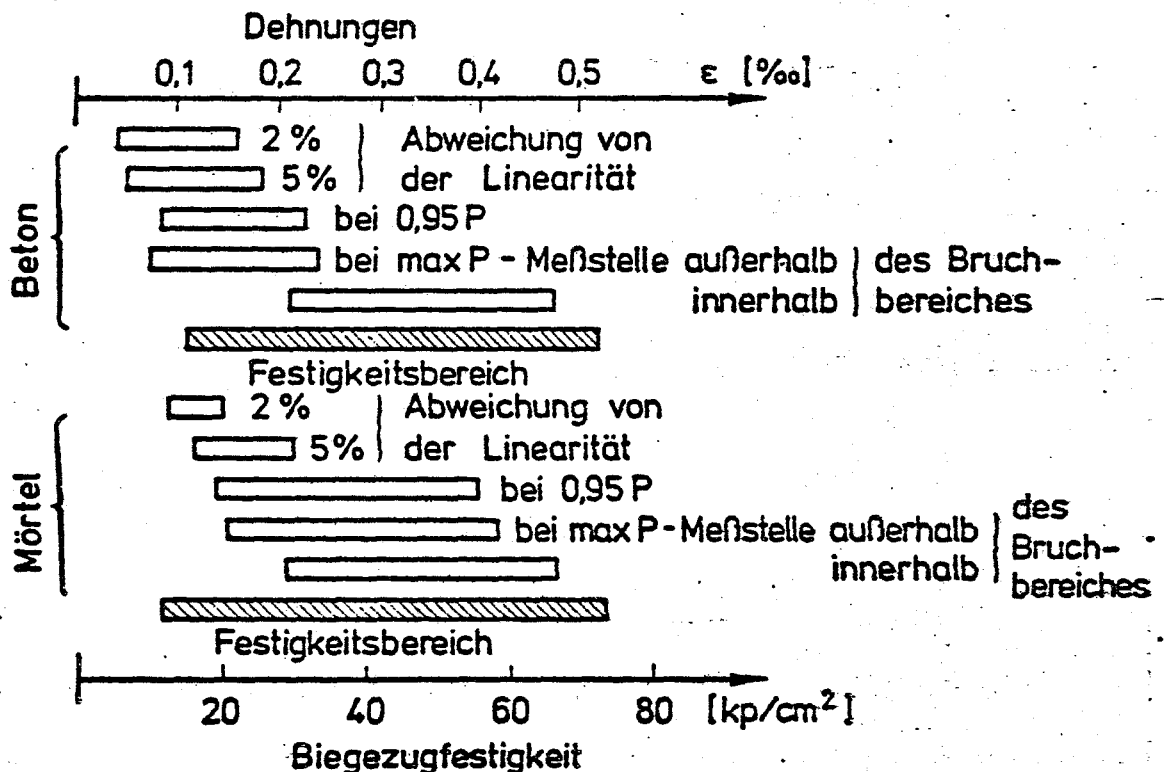 Dehnungen
0,1 0,2 0,3 0,4 0,5 ε [‰]
Beton
2 % Abweichung von
5% der Linearität
bei 0,95 P
bei max P - Meßstelle außerhalb des Bruch-
innerhalb bereiches
Festigkeitsbereich
Mörtel
2 % Abweichung von
5% der Linearität
bei 0,95 P
bei max P-Meßstelle außerhalb des
innerhalb Bruch-
bereiches
Festigkeitsbereich
20 40 60 80 [kp/cm²]
Biegezugfestigkeit